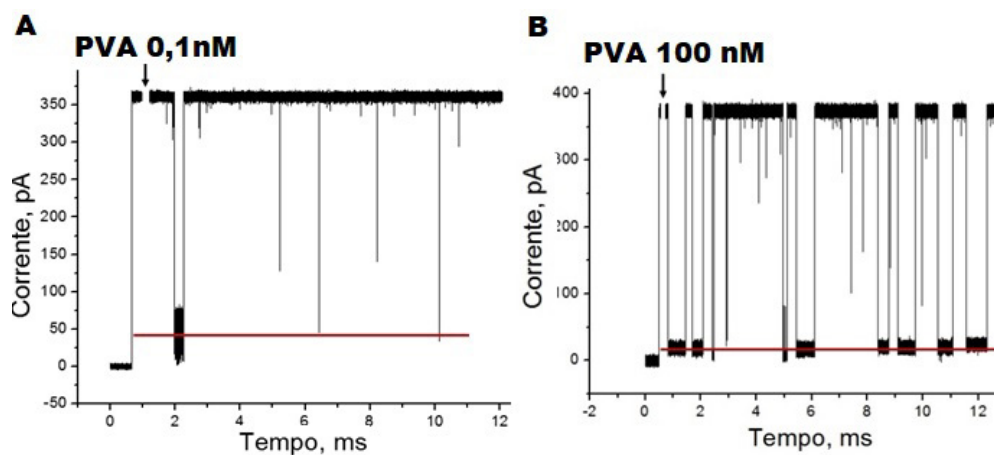 A
PVA 0,1nM
350
300
250
200
150
100
50
0
-50
Corrente, pA
0 2 4 6 8 10 12
Tempo, ms
B
PVA 100 nM
400
300
200
100
0
Corrente, pA
-2 0 2 4 6 8 10 12
Tempo, ms